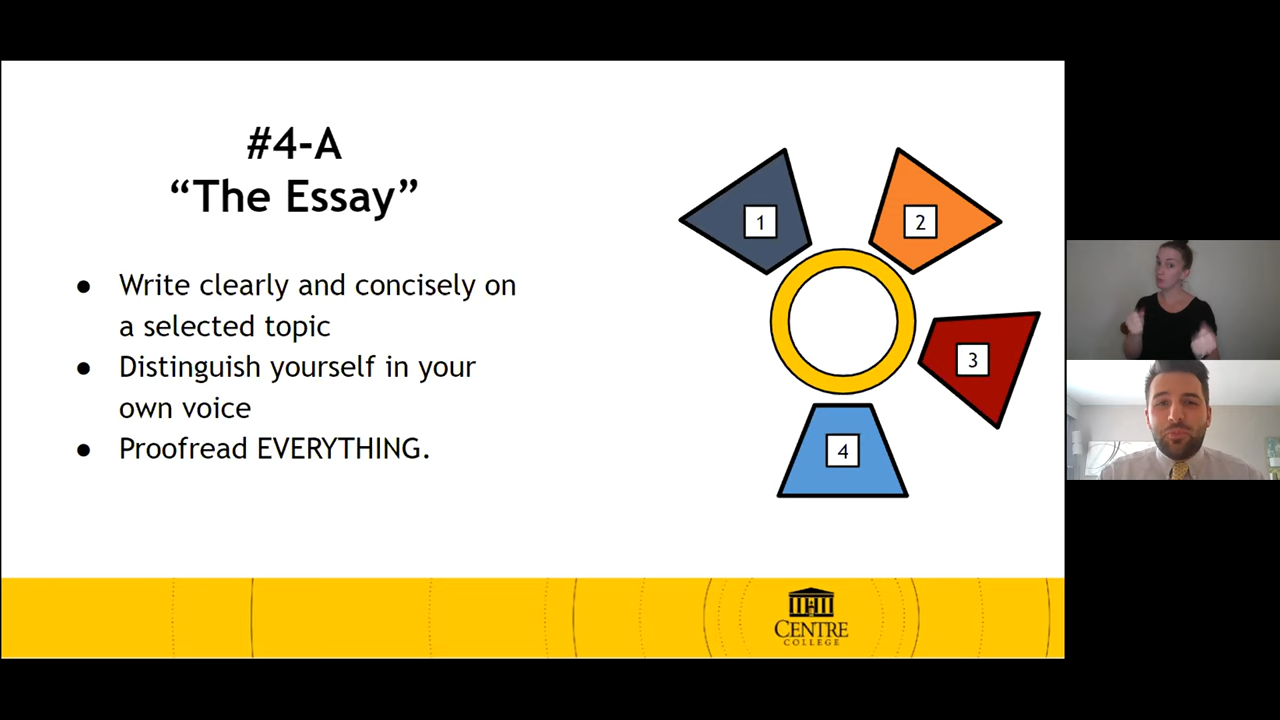 #4-A
“The Essay”
● Write clearly and concisely on
a selected topic
● Distinguish yourself in your
own voice
● Proofread EVERYTHING.
1
2
3
4
CENTRE
COLLEGE